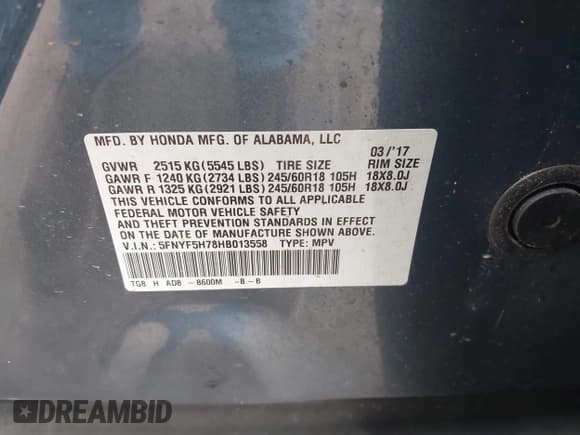 MFD. BY HONDA MFG. OF ALABAMA, LLC 03/'17
GVWR 2515 KG (5545 LBS) TIRE SIZE RIM SIZE
GAWR F 1240 KG (2734 LBS) 245/60R18 105H 18X8.0J
GAWR R 1325 KG (2921 LBS) 245/60R18 105H 18X8.0J
THIS VEHICLE CONFORMS TO ALL APPLICABLE
FEDERAL MOTOR VEHICLE SAFETY
AND THEFT PREVENTION STANDARDS
IN EFFECT ON THE DATE OF
MANUFACTURE SHOWN ABOVE.
V.I.N.: 5FNYF5H78HB013558 TYPE: MPV
TG8 H AD8 - B600M - B - B
DREAMBID